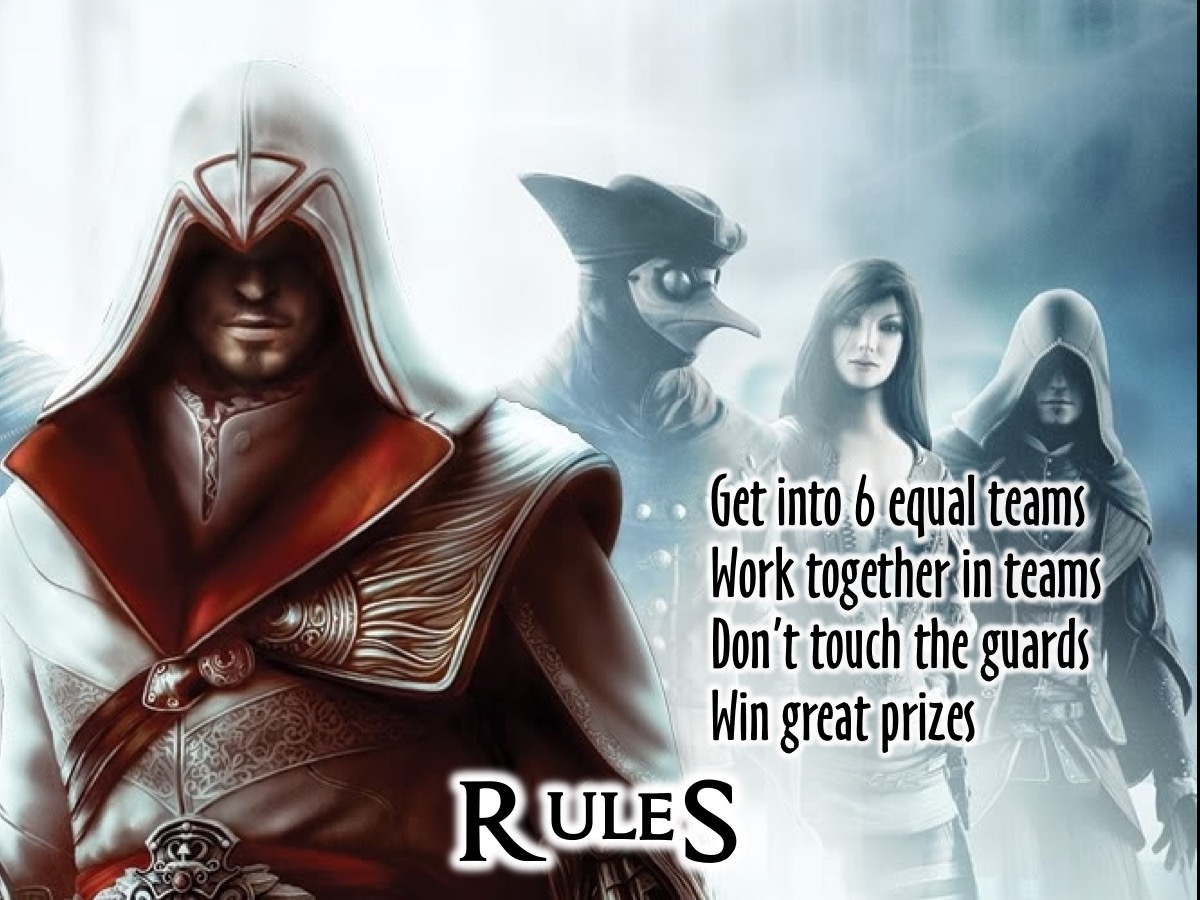 Get into 6 equal teams
Work together in teams
Don't touch the guards
Win great prizes
RULES